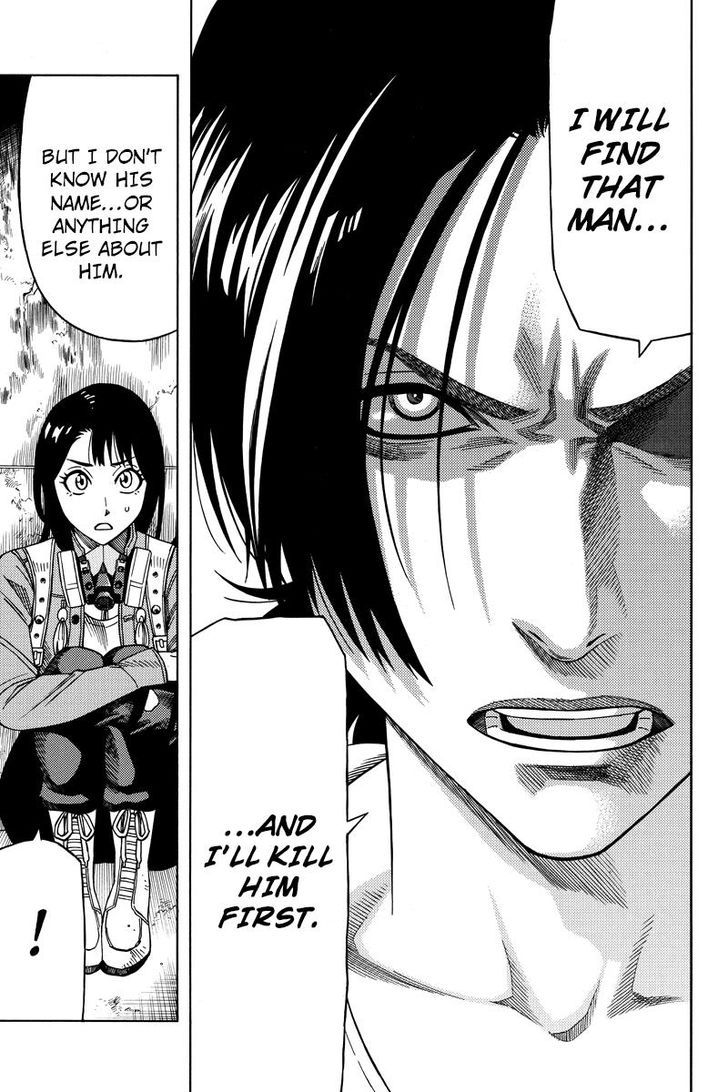 I WILL
FIND
THAT
MAN...
...AND
I'LL KILL
HIM
FIRST.
BUT I DON'T
KNOW HIS
NAME...OR
ANYTHING
ELSE ABOUT
HIM.
!